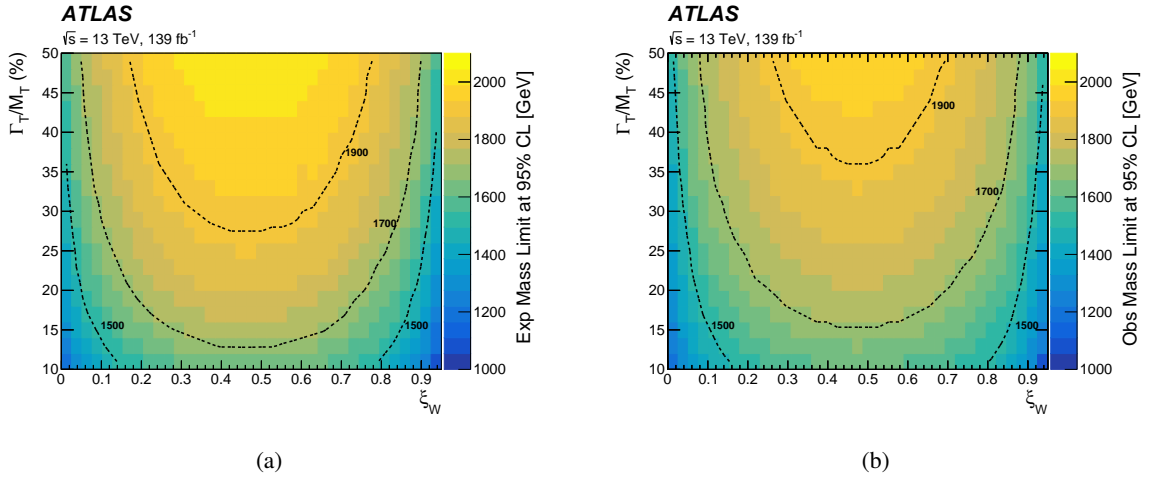 ATLAS
√s = 13 TeV, 139 fb⁻¹
Γ_T/M_T (%)
50
45
40
35
30
25
20
15
10
1900
1700
1500
1500
0 0.1 0.2 0.3 0.4 0.5 0.6 0.7 0.8 0.9
ξ_W
2000
1800
1600
1400
1200
1000
Exp Mass Limit at 95% CL [GeV]
(a)
ATLAS
√s = 13 TeV, 139 fb⁻¹
Γ_T/M_T (%)
50
45
40
35
30
25
20
15
10
1900
1700
1500
1500
0 0.1 0.2 0.3 0.4 0.5 0.6 0.7 0.8 0.9
ξ_W
2000
1800
1600
1400
1200
1000
Obs Mass Limit at 95% CL [GeV]
(b)